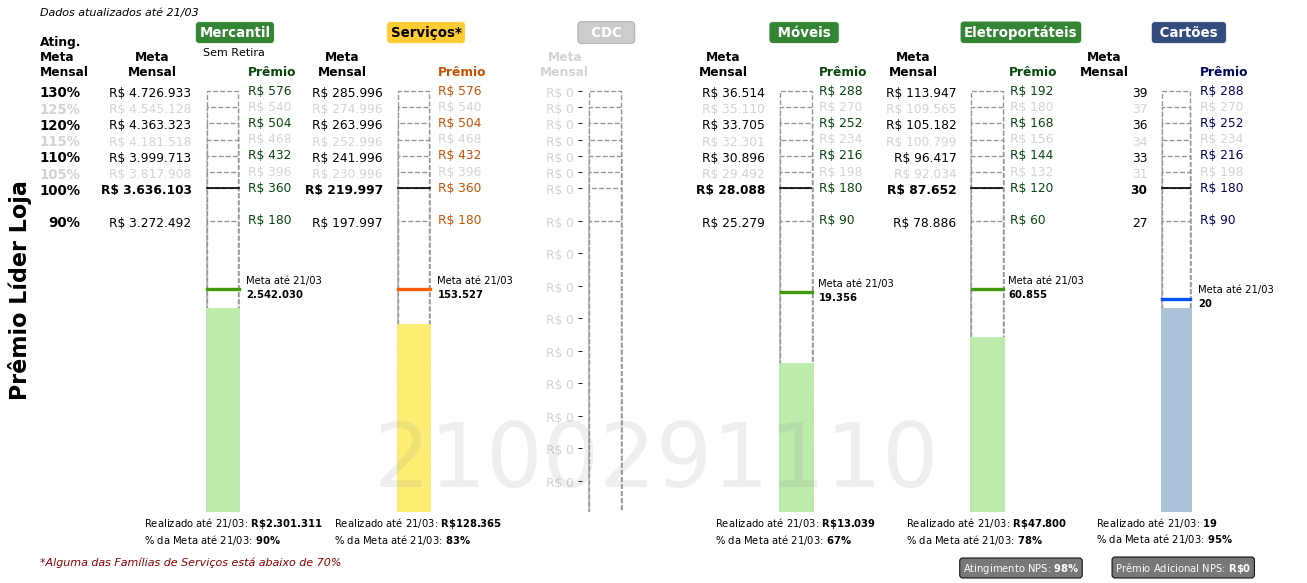 Dados atualizados até 21/03
Mercantil Serviços* CDC Móveis Eletroportáteis Cartões
Sem Retira
Ating. Meta Mensal
Meta Mensal Prêmio Meta Mensal Prêmio Meta Mensal Meta Mensal Prêmio Meta Mensal Prêmio Meta Mensal Prêmio
130% R$ 4.726.933 R$ 576 R$ 285.996 R$ 576 R$ 0 R$ 36.514 R$ 288 R$ 113.947 R$ 192 39 R$ 288
125% R$ 4.545.128 R$ 540 R$ 274.996 R$ 540 R$ 0 R$ 35.110 R$ 270 R$ 109.565 R$ 180 37 R$ 270
120% R$ 4.363.323 R$ 504 R$ 263.996 R$ 504 R$ 0 R$ 33.705 R$ 252 R$ 105.182 R$ 168 36 R$ 252
115% R$ 4.181.518 R$ 468 R$ 252.996 R$ 468 R$ 0 R$ 32.301 R$ 234 R$ 100.799 R$ 156 34 R$ 234
110% R$ 3.999.713 R$ 432 R$ 241.996 R$ 432 R$ 0 R$ 30.896 R$ 216 R$ 96.417 R$ 144 33 R$ 216
105% R$ 3.817.908 R$ 396 R$ 230.996 R$ 396 R$ 0 R$ 29.492 R$ 198 R$ 92.034 R$ 132 31 R$ 198
100% R$ 3.636.103 R$ 360 R$ 219.997 R$ 360 R$ 0 R$ 28.088 R$ 180 R$ 87.652 R$ 120 30 R$ 180
90% R$ 3.272.492 R$ 180 R$ 197.997 R$ 180 R$ 0 R$ 25.279 R$ 90 R$ 78.886 R$ 60 27 R$ 90
R$ 0
Meta até 21/03 Meta até 21/03 R$ 0 Meta até 21/03 Meta até 21/03 Meta até 21/03
2.542.030 153.527 19.356 60.855 20
R$ 0
R$ 0
R$ 0
R$ 0
R$ 0
R$ 0
Prêmio Líder Loja
2100291110
Realizado até 21/03: R$2.301.311 Realizado até 21/03: R$128.365 Realizado até 21/03: R$13.039 Realizado até 21/03: R$47.800 Realizado até 21/03: 19
% da Meta até 21/03: 90% % da Meta até 21/03: 83% % da Meta até 21/03: 67% % da Meta até 21/03: 78% % da Meta até 21/03: 95%
*Alguma das Famílias de Serviços está abaixo de 70% Atingimento NPS: 98% Prêmio Adicional NPS: R$0